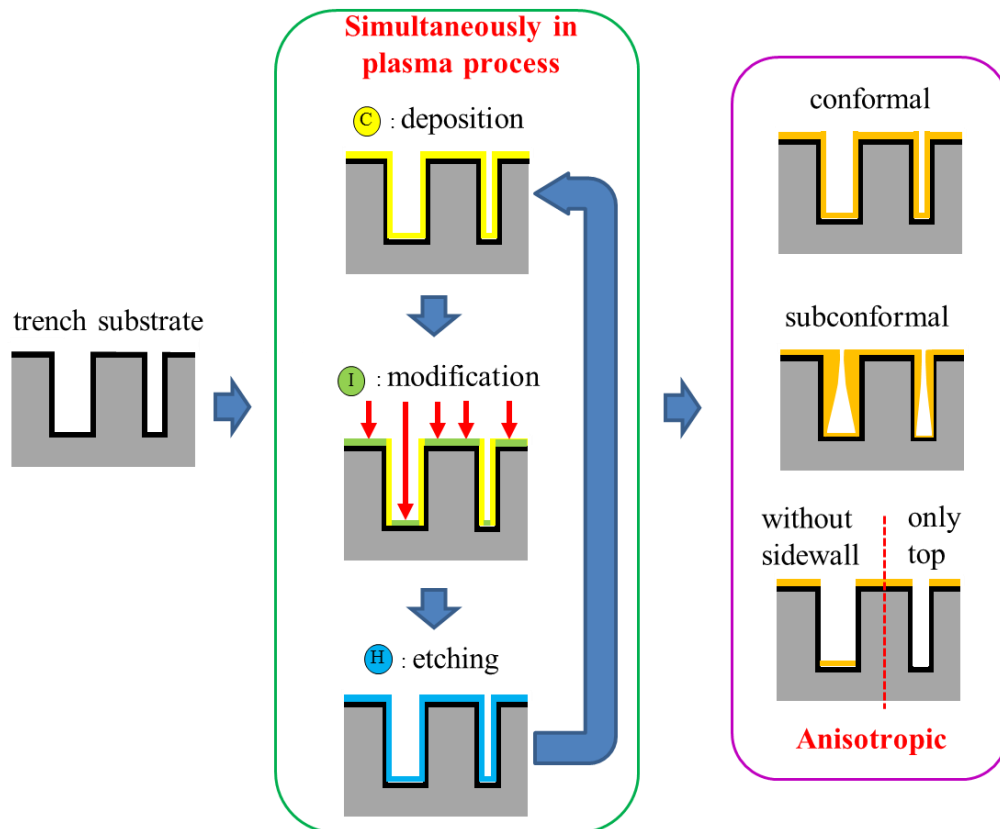 trench substrate
Simultaneously in
plasma process
C : deposition
I : modification
H : etching
conformal
subconformal
without
sidewall
only
top
Anisotropic